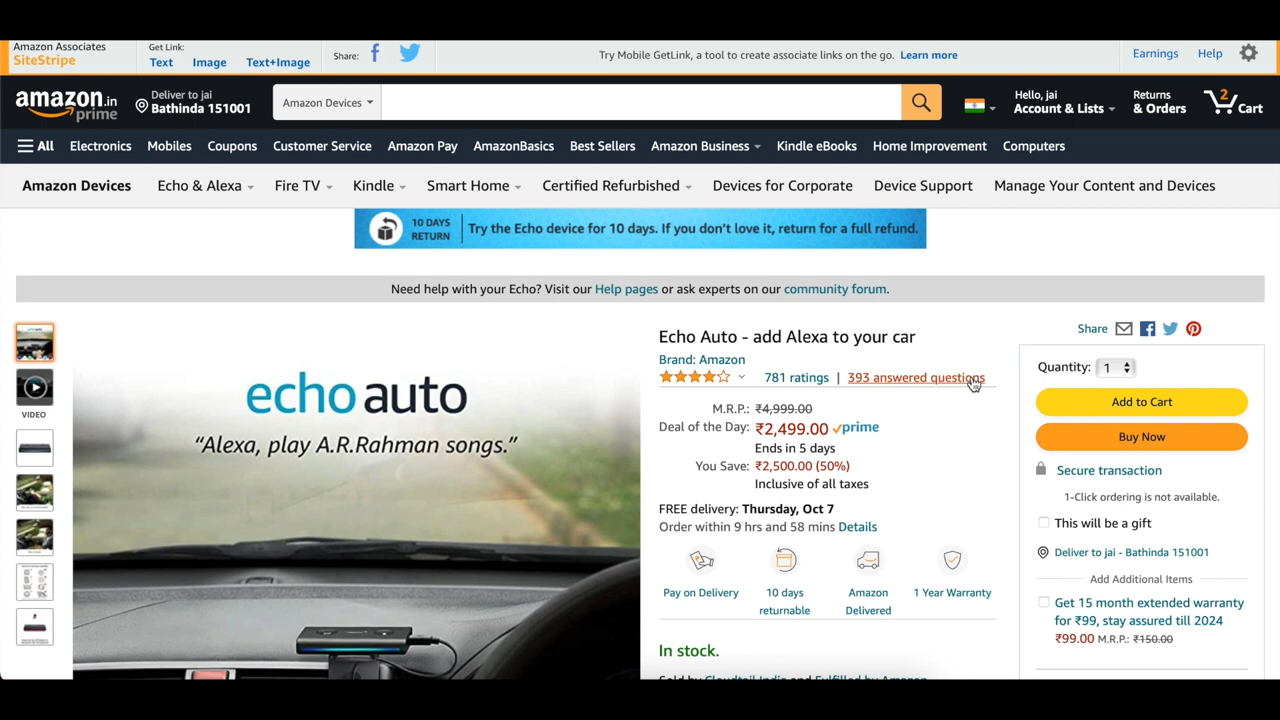 Amazon Associates
SiteStripe
Get Link:
Text Image Text+Image
Share:
Try Mobile GetLink, a tool to create associate links on the go. Learn more
Earnings Help
amazon.in
prime
Deliver to jai
Bathinda 151001
Amazon Devices
Hello, jai
Account & Lists
Returns
& Orders
2
Cart
All Electronics Mobiles Coupons Customer Service Amazon Pay AmazonBasics Best Sellers Amazon Business Kindle eBooks Home Improvement Computers
Amazon Devices Echo & Alexa Fire TV Kindle Smart Home Certified Refurbished Devices for Corporate Device Support Manage Your Content and Devices
10 DAYS
RETURN
Try the Echo device for 10 days. If you don't love it, return for a full refund.
Need help with your Echo? Visit our Help pages or ask experts on our community forum.
VIDEO
echo auto
“Alexa, play A.R.Rahman songs.”
Echo Auto - add Alexa to your car
Brand: Amazon
781 ratings | 393 answered questions
M.R.P.: ₹4,999.00
Deal of the Day: ₹2,499.00 prime
Ends in 5 days
You Save: ₹2,500.00 (50%)
Inclusive of all taxes
FREE delivery: Thursday, Oct 7
Order within 9 hrs and 58 mins Details
Pay on Delivery
10 days
returnable
Amazon
Delivered
1 Year Warranty
In stock.
Sold by Cloudtail India and Fulfilled by Amazon.
Share
Quantity: 1
Add to Cart
Buy Now
Secure transaction
1-Click ordering is not available.
This will be a gift
Deliver to jai - Bathinda 151001
Add Additional Items
Get 15 month extended warranty
for ₹99, stay assured till 2024
₹99.00 M.R.P.: ₹150.00